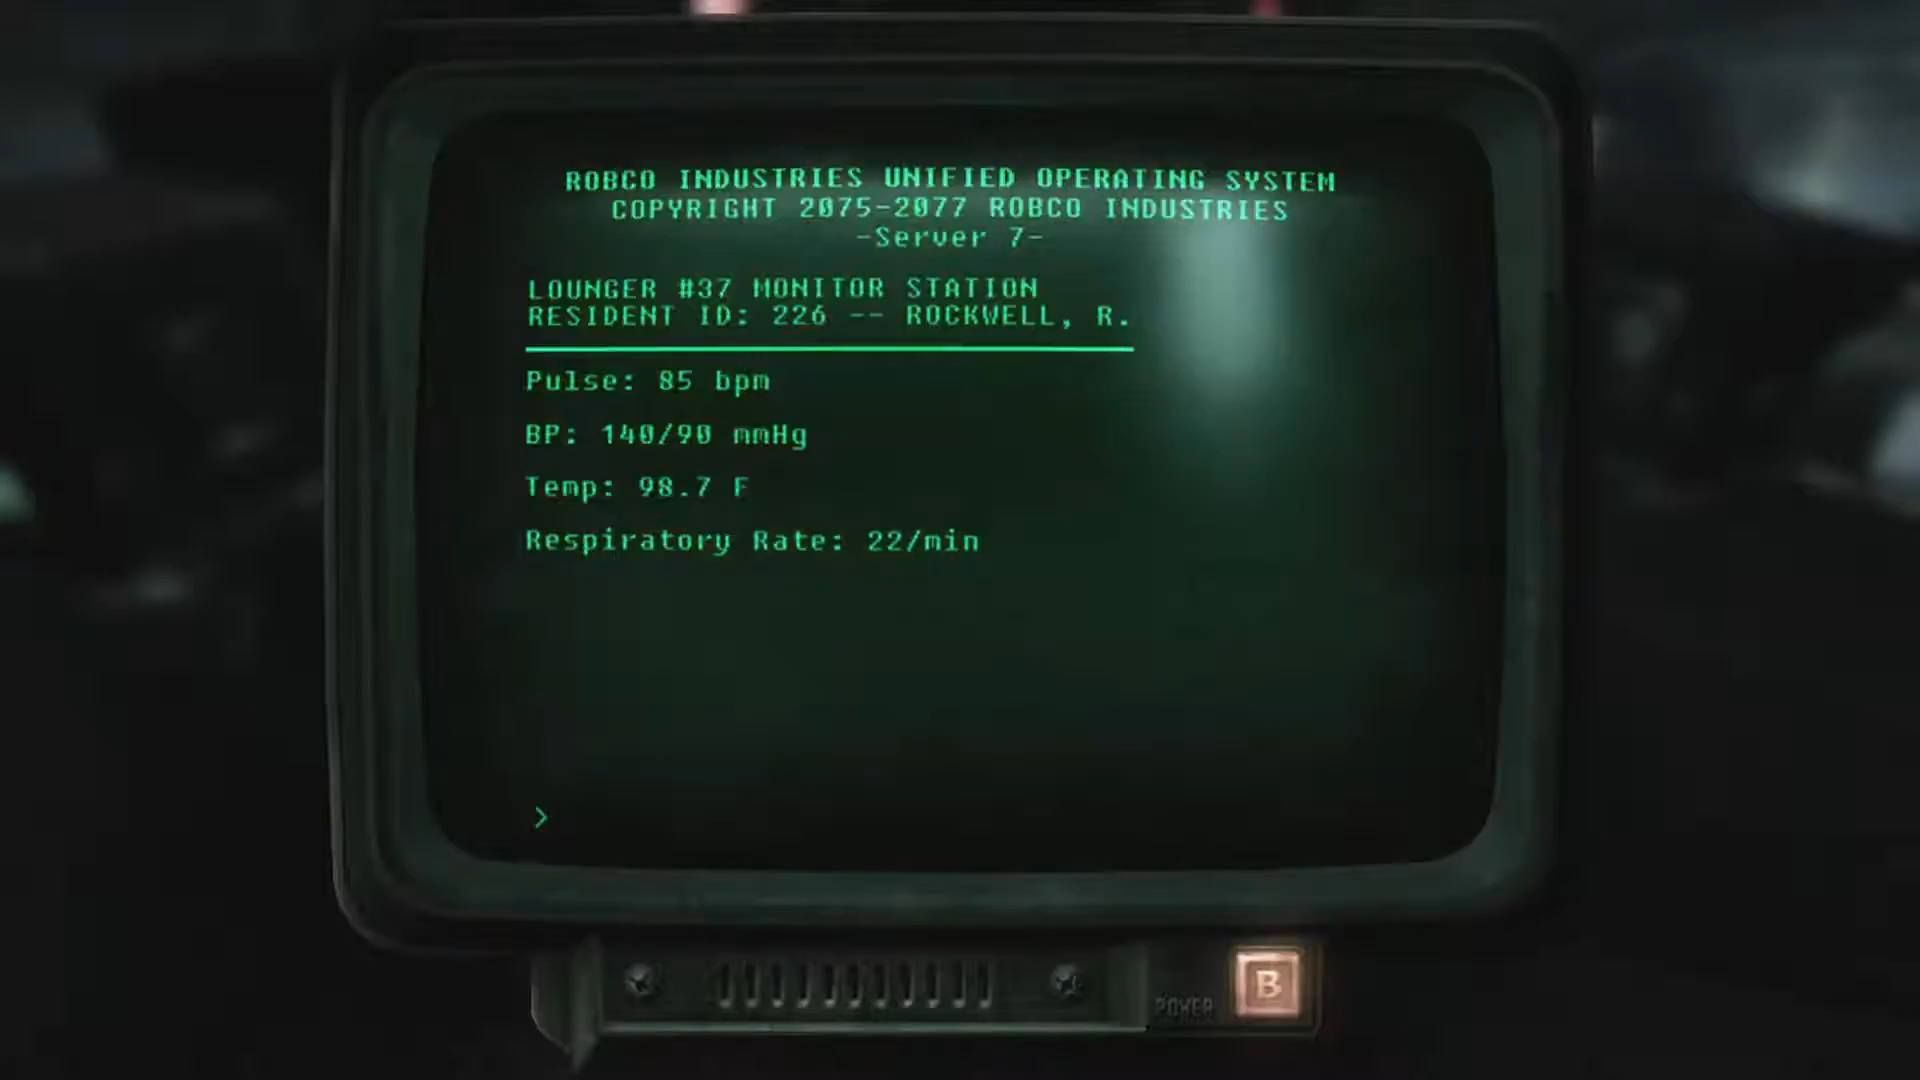 ROBCO INDUSTRIES UNIFIED OPERATING SYSTEM
COPYRIGHT 2075-2077 ROBCO INDUSTRIES
-Server 7-
LOUNGER #37 MONITOR STATION
RESIDENT ID: 226 -- ROCKWELL, R.
Pulse: 85 bpm
BP: 140/90 mmHg
Temp: 98.7 F
Respiratory Rate: 22/min
>
POWER
B